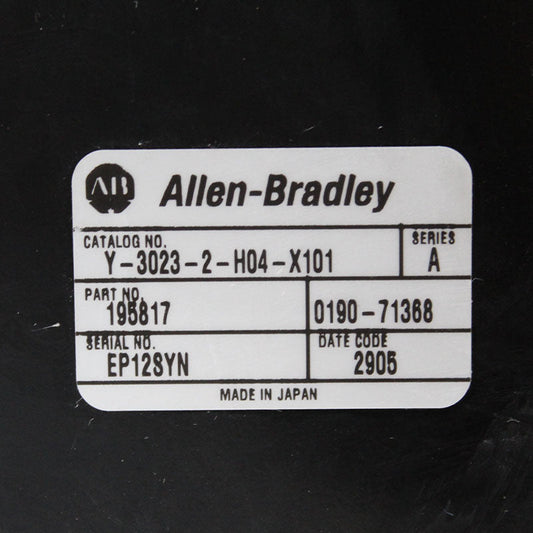 AB Allen-Bradley
CATALOG NO. SERIES
Y-3023-2-H04-X101 A
PART NO.
195817 0190-71368
SERIAL NO. DATE CODE
EP12SYN 2905
MADE IN JAPAN